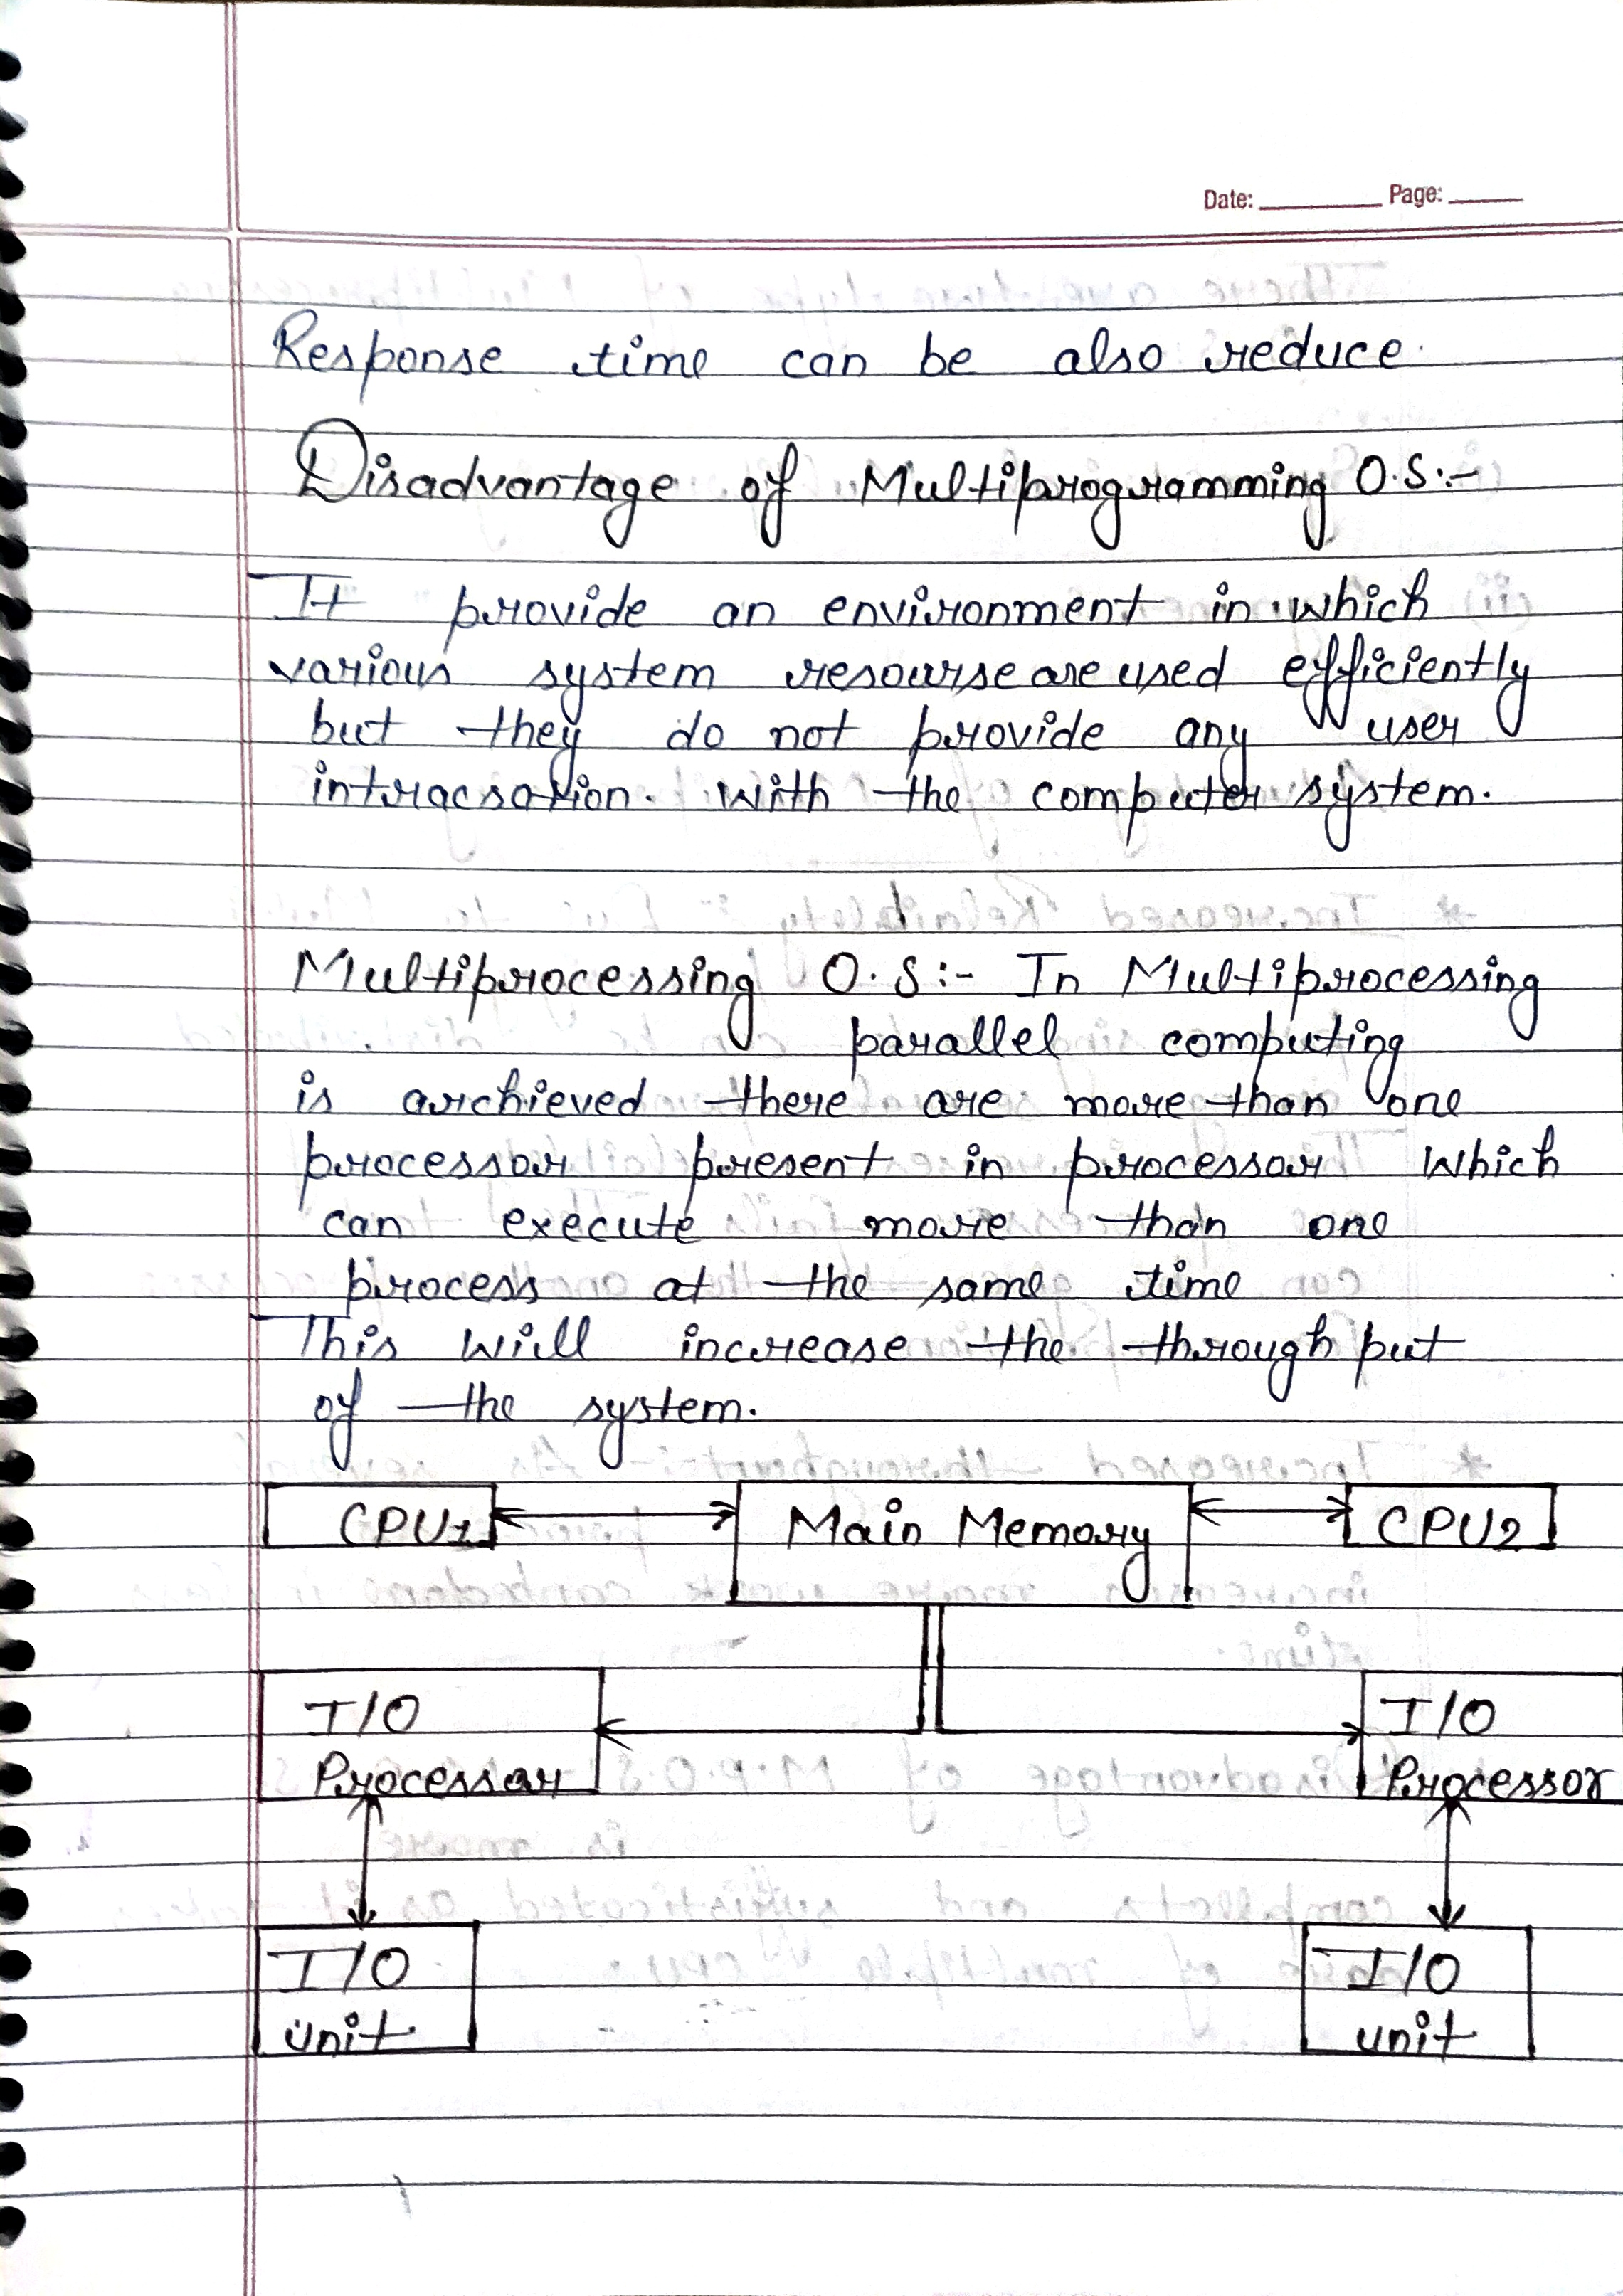 Date: Page:
Response time can be also reduce.
Disadvantage of Multiprogramming O.S:-
It provide an environment in which
various system resourse are used efficiently
but they do not provide any user
intracsation. with the computer system.
Multiprocessing O.S:- In Multiprocessing
parallel computing
is archieved there are more than one
processor present in processor which
can execute more than one
process at the same time
This will increase the through put
of the system.
CPU1 Main Memory CPU2
I/O I/O
Processor Processor
I/O I/O
unit unit